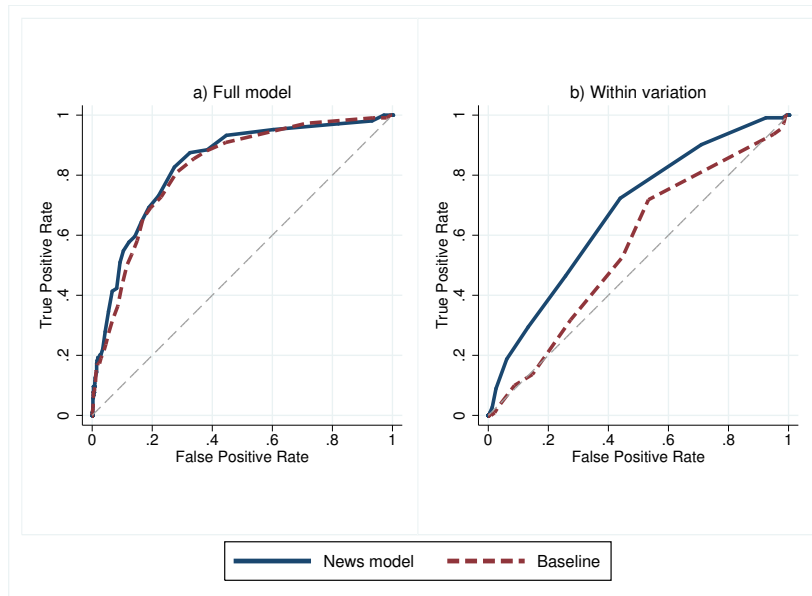 a) Full model
True Positive Rate
0 .2 .4 .6 .8 1
0 .2 .4 .6 .8 1
False Positive Rate
b) Within variation
True Positive Rate
0 .2 .4 .6 .8 1
0 .2 .4 .6 .8 1
False Positive Rate
News model Baseline